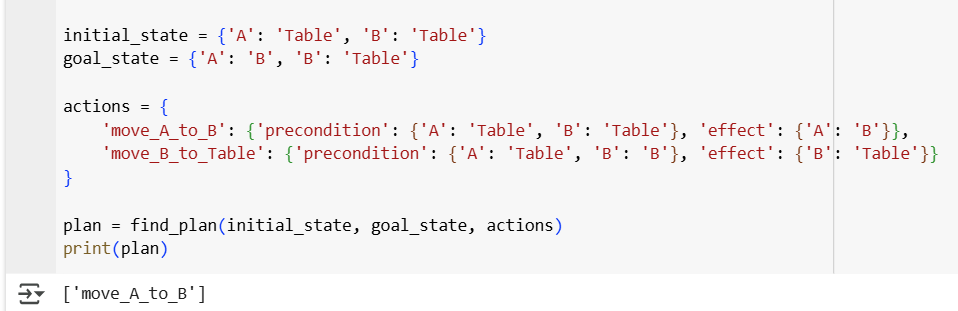 initial_state = {'A': 'Table', 'B': 'Table'}
goal_state = {'A': 'B', 'B': 'Table'}
actions = {
    'move_A_to_B': {'precondition': {'A': 'Table', 'B': 'Table'}, 'effect': {'A': 'B'}},
    'move_B_to_Table': {'precondition': {'A': 'Table', 'B': 'B'}, 'effect': {'B': 'Table'}}
}
plan = find_plan(initial_state, goal_state, actions)
print(plan)
['move_A_to_B']